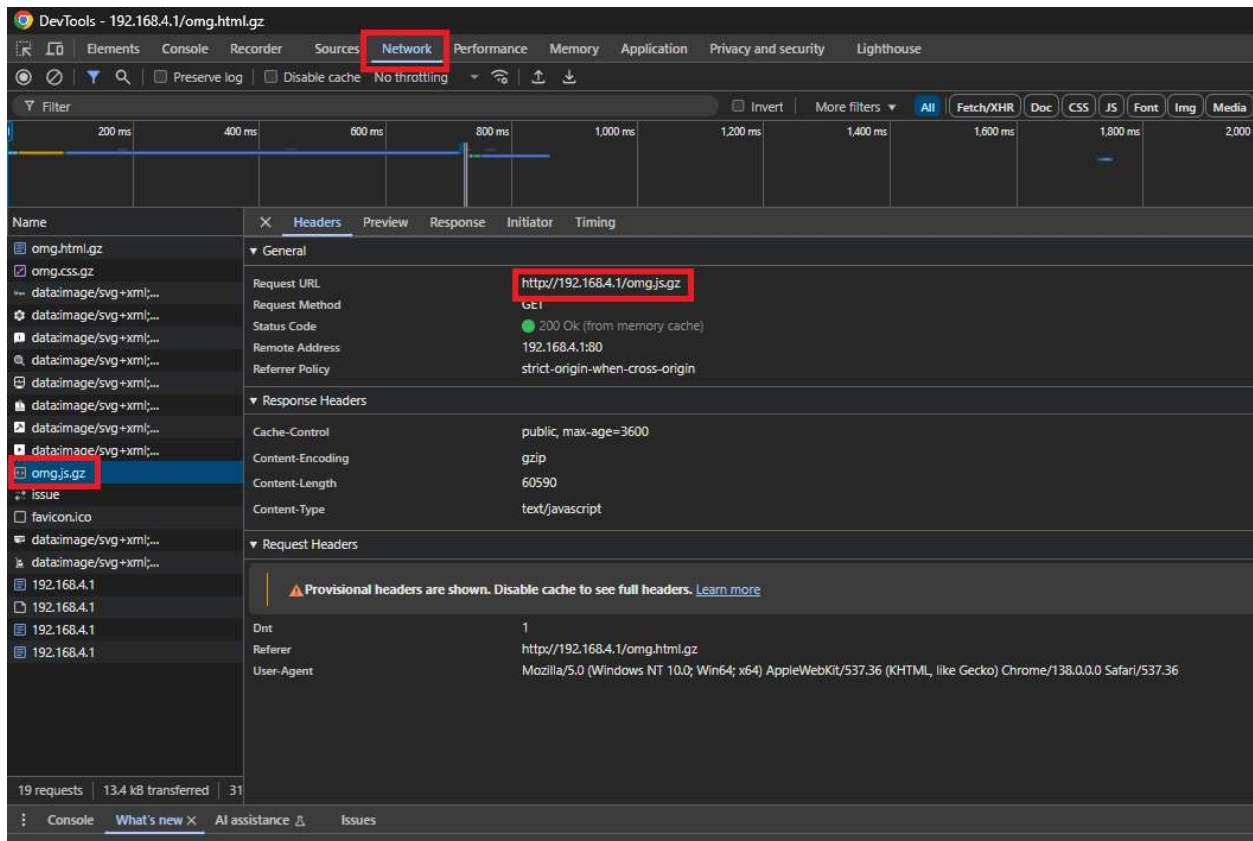 DevTools - 192.168.4.1/omg.html.gz
Elements Console Recorder Sources Network Performance Memory Application Privacy and security Lighthouse
Preserve log Disable cache No throttling
Filter Invert More filters All Fetch/XHR Doc CSS JS Font Img Media
200 ms 400 ms 600 ms 800 ms 1,000 ms 1,200 ms 1,400 ms 1,600 ms 1,800 ms 2,000
Name
omg.html.gz
omg.css.gz
data:image/svg+xml;...
data:image/svg+xml;...
data:image/svg+xml;...
data:image/svg+xml;...
data:image/svg+xml;...
data:image/svg+xml;...
data:image/svg+xml;...
data:image/svg+xml;...
omg.js.gz
issue
favicon.ico
data:image/svg+xml;...
data:image/svg+xml;...
192.168.4.1
192.168.4.1
192.168.4.1
192.168.4.1
19 requests 13.4 kB transferred 31
Headers Preview Response Initiator Timing
General
Request URL http://192.168.4.1/omg.js.gz
Request Method GET
Status Code 200 Ok (from memory cache)
Remote Address 192.168.4.1:80
Referrer Policy strict-origin-when-cross-origin
Response Headers
Cache-Control public, max-age=3600
Content-Encoding gzip
Content-Length 60590
Content-Type text/javascript
Request Headers
Provisional headers are shown. Disable cache to see full headers. Learn more
Dnt 1
Referer http://192.168.4.1/omg.html.gz
User-Agent Mozilla/5.0 (Windows NT 10.0; Win64; x64) AppleWebKit/537.36 (KHTML, like Gecko) Chrome/138.0.0.0 Safari/537.36
Console What's new AI assistance Issues